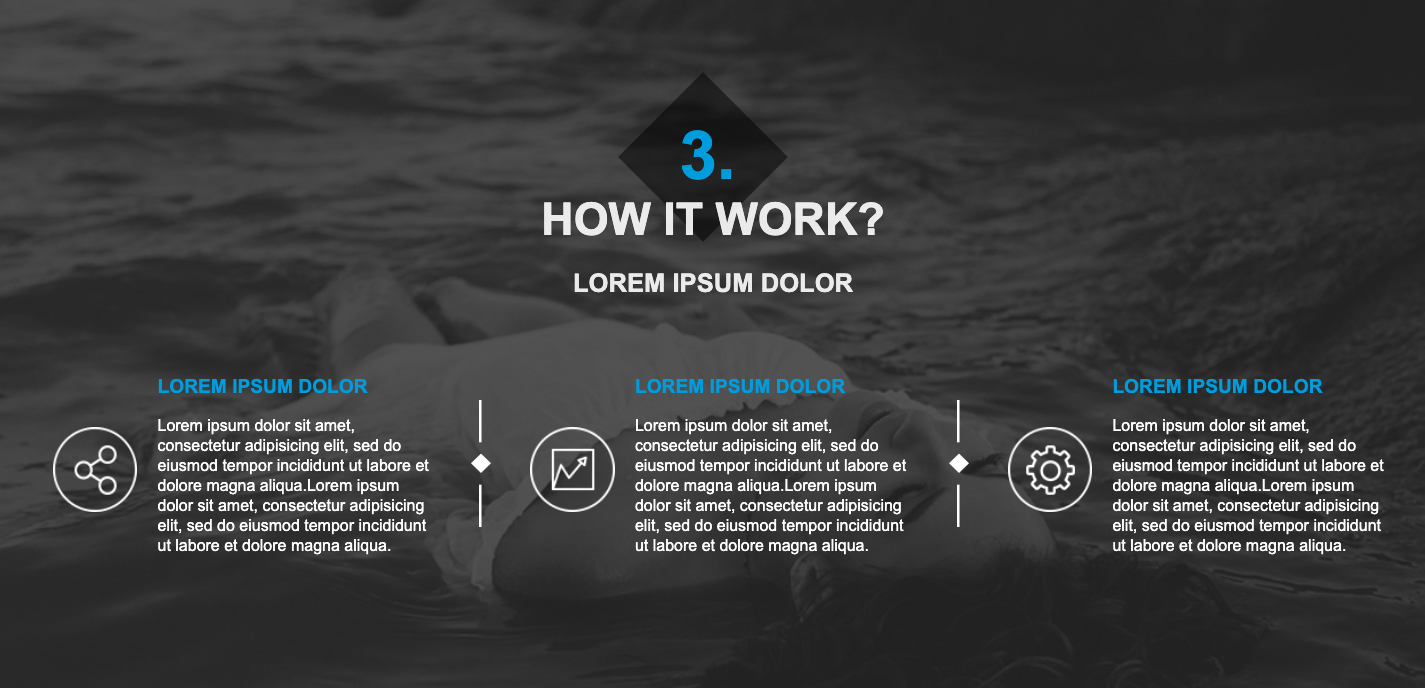 3.
HOW IT WORK?
LOREM IPSUM DOLOR
LOREM IPSUM DOLOR
Lorem ipsum dolor sit amet,
consectetur adipisicing elit, sed do
eiusmod tempor incididunt ut labore et
dolore magna aliqua.Lorem ipsum
dolor sit amet, consectetur adipisicing
elit, sed do eiusmod tempor incididunt
ut labore et dolore magna aliqua.
LOREM IPSUM DOLOR
Lorem ipsum dolor sit amet,
consectetur adipisicing elit, sed do
eiusmod tempor incididunt ut labore et
dolore magna aliqua.Lorem ipsum
dolor sit amet, consectetur adipisicing
elit, sed do eiusmod tempor incididunt
ut labore et dolore magna aliqua.
LOREM IPSUM DOLOR
Lorem ipsum dolor sit amet,
consectetur adipisicing elit, sed do
eiusmod tempor incididunt ut labore et
dolore magna aliqua.Lorem ipsum
dolor sit amet, consectetur adipisicing
elit, sed do eiusmod tempor incididunt
ut labore et dolore magna aliqua.